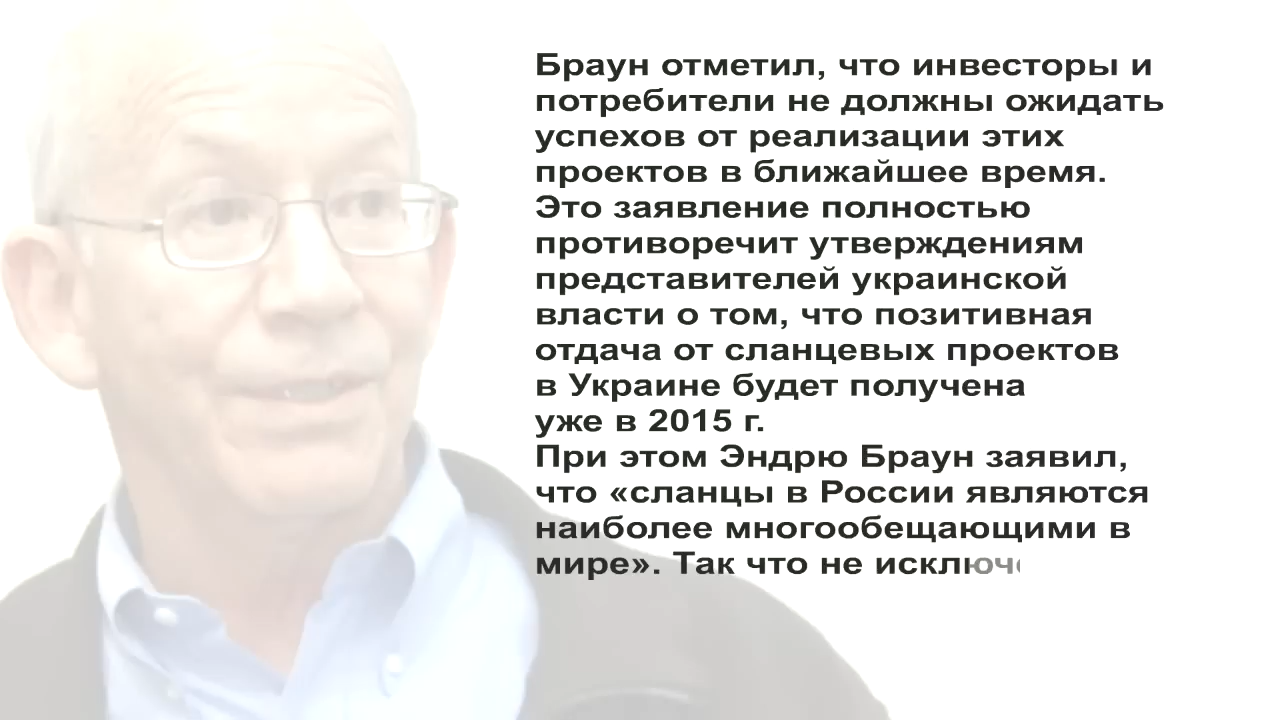 Браун отметил, что инвесторы и
потребители не должны ожидать
успехов от реализации этих
проектов в ближайшее время.
Это заявление полностью
противоречит утверждениям
представителей украинской
власти о том, что позитивная
отдача от сланцевых проектов
в Украине будет получена
уже в 2015 г.
При этом Эндрю Браун заявил,
что «сланцы в России являются
наиболее многообещающими в
мире». Так что не